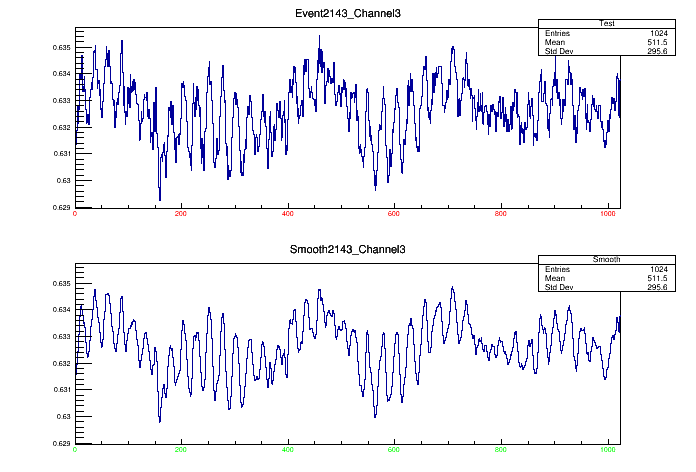 Event2143_Channel3
Test
Entries 1024
Mean 511.5
Std Dev 295.6
0.635
0.634
0.633
0.632
0.631
0.63
0.629
0 200 400 600 800 1000
Smooth2143_Channel3
Smooth
Entries 1024
Mean 511.5
Std Dev 295.6
0.635
0.634
0.633
0.632
0.631
0.63
0.629
0 200 400 600 800 1000